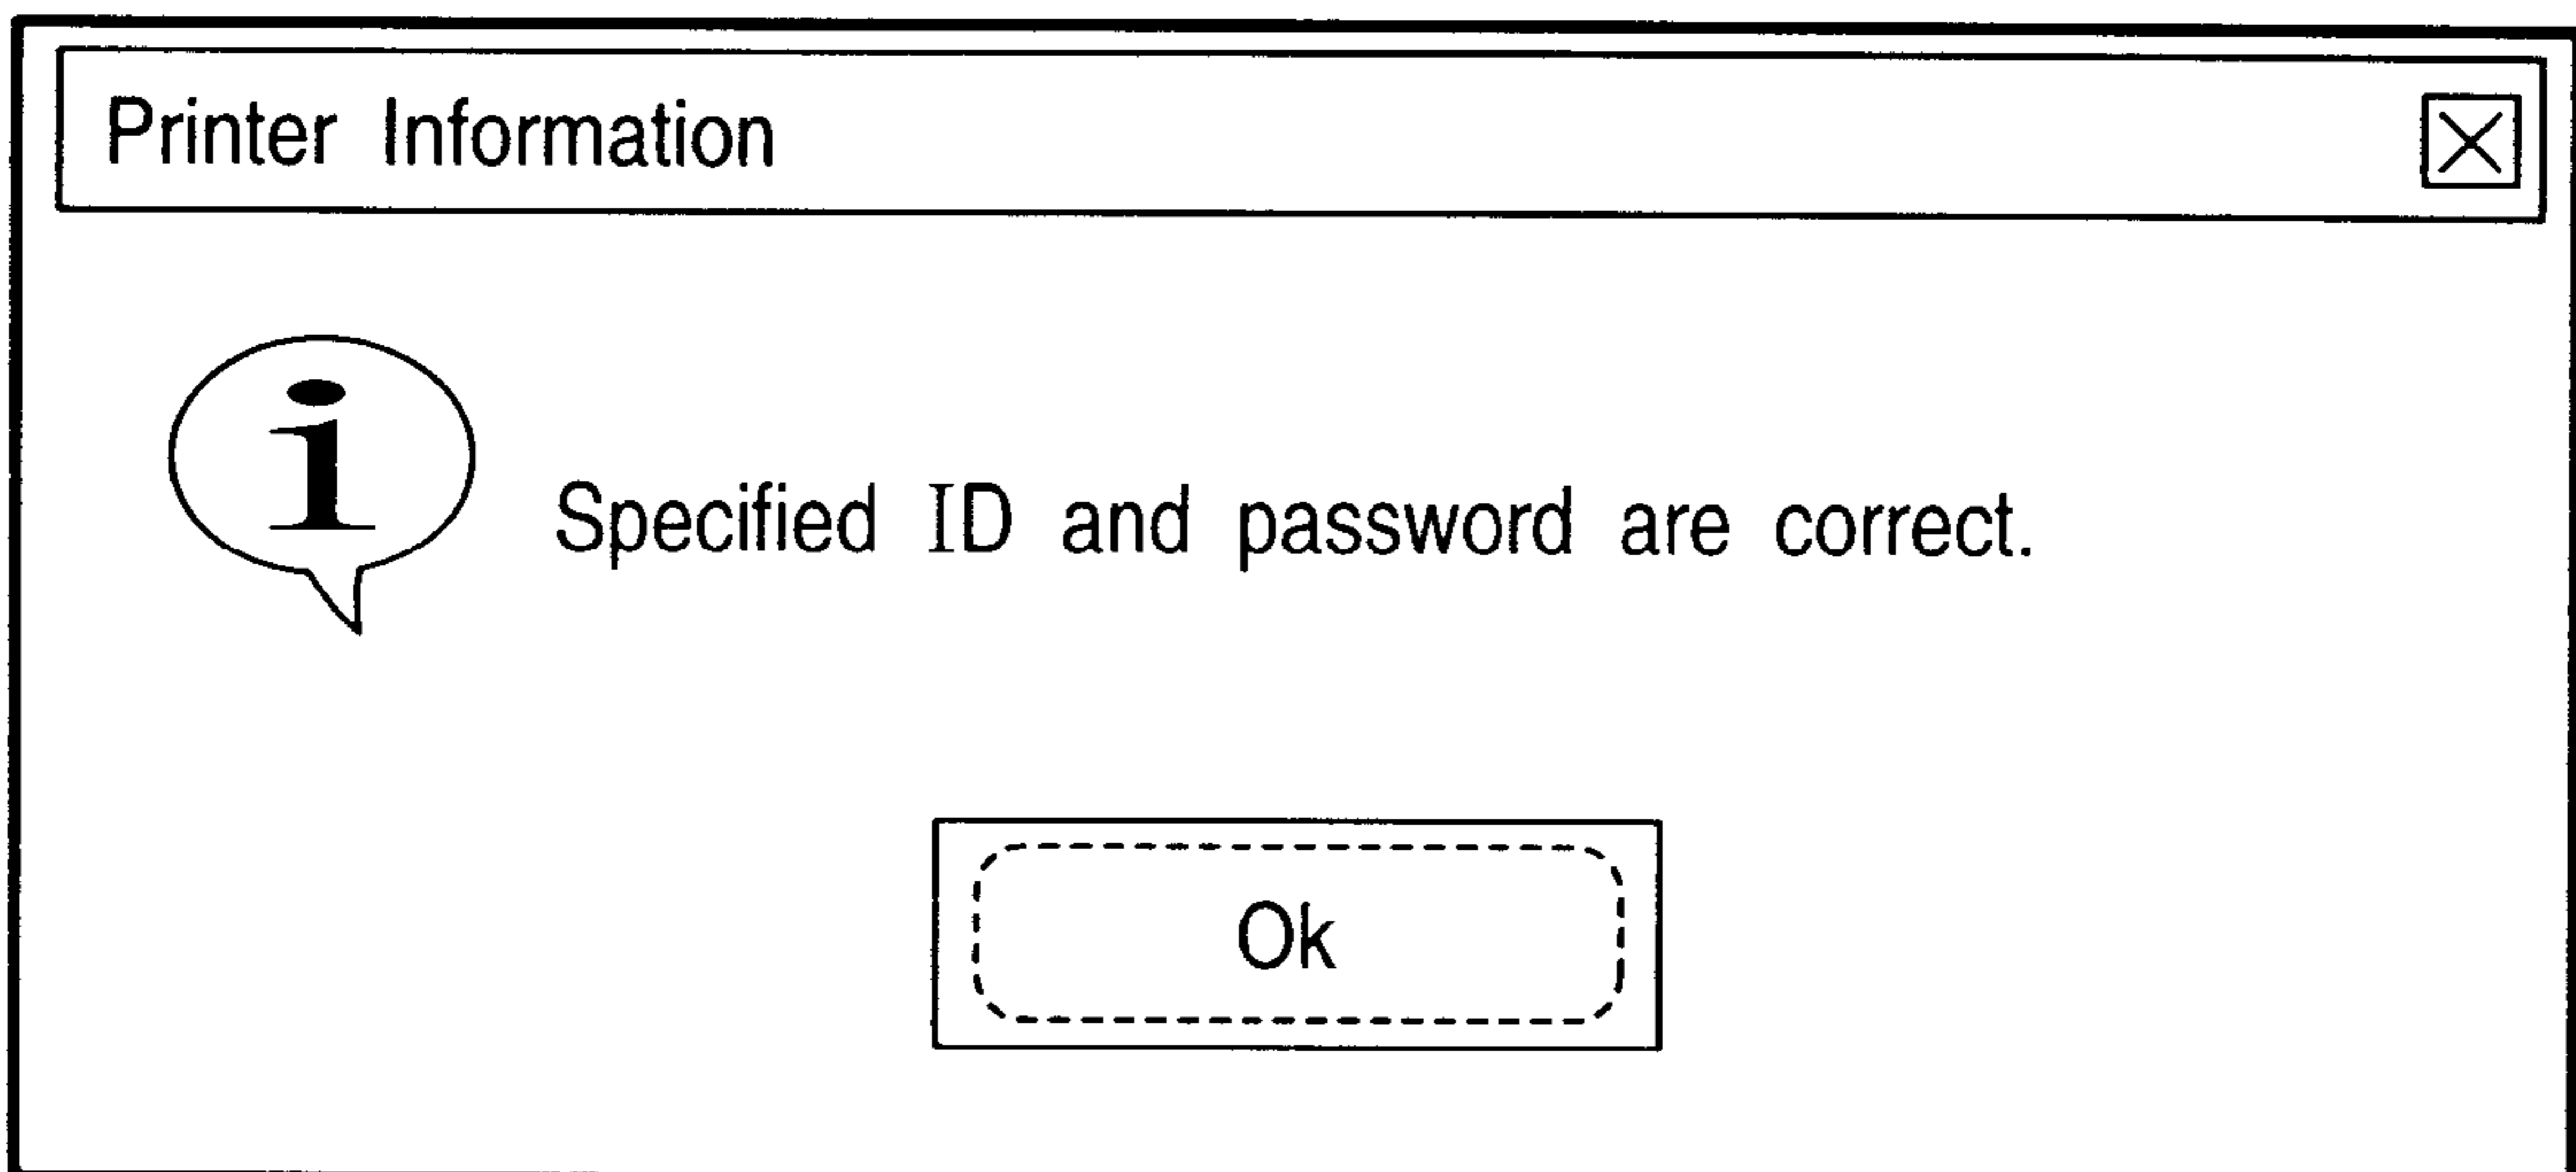 Printer Information
i
Specified ID and password are correct.
Ok